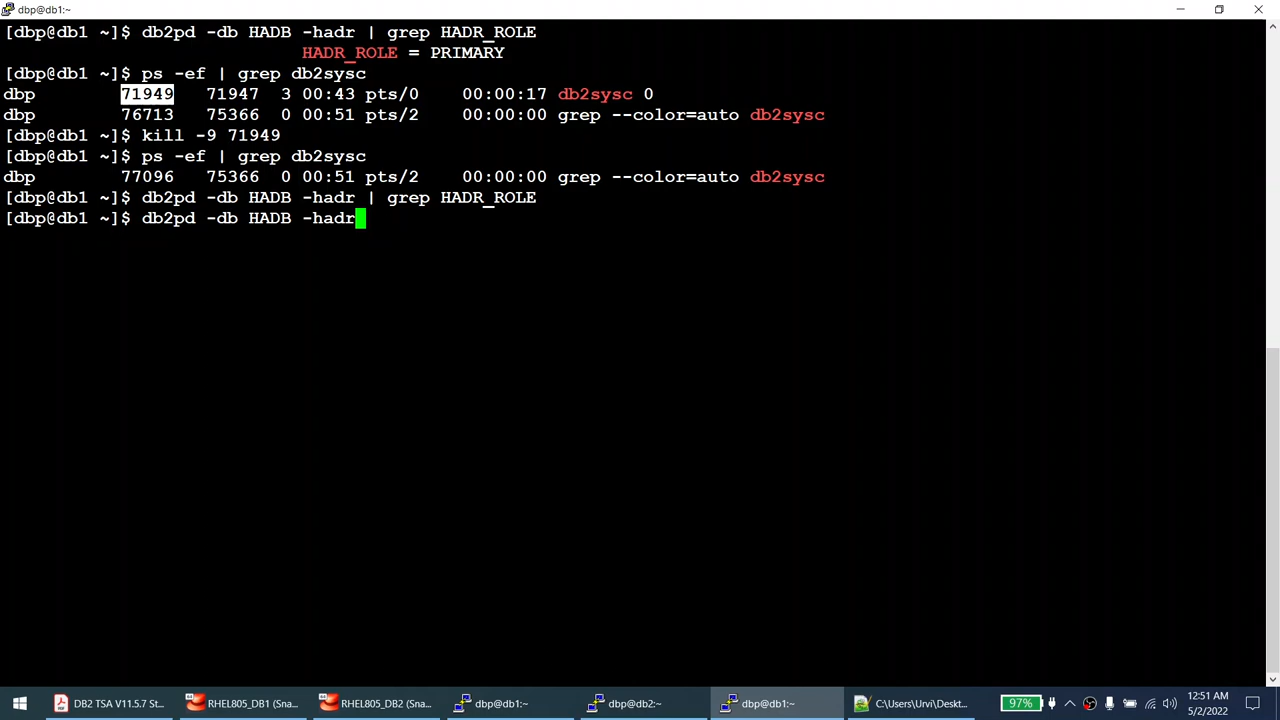 dbp@db1:~
[dbp@db1 ~]$ db2pd -db HADB -hadr | grep HADR_ROLE
HADR_ROLE = PRIMARY
[dbp@db1 ~]$ ps -ef | grep db2sysc
dbp 71949 71947 3 00:43 pts/0 00:00:17 db2sysc 0
dbp 76713 75366 0 00:51 pts/2 00:00:00 grep --color=auto db2sysc
[dbp@db1 ~]$ kill -9 71949
[dbp@db1 ~]$ ps -ef | grep db2sysc
dbp 77096 75366 0 00:51 pts/2 00:00:00 grep --color=auto db2sysc
[dbp@db1 ~]$ db2pd -db HADB -hadr | grep HADR_ROLE
[dbp@db1 ~]$ db2pd -db HADB -hadr
DB2 TSA V11.5.7 St... RHEL805_DB1 (Sna... RHEL805_DB2 (Sna... dbp@db1:~ dbp@db2:~ dbp@db1:~ C:\Users\Urvi\Deskt... 97% 12:51 AM
5/2/2022